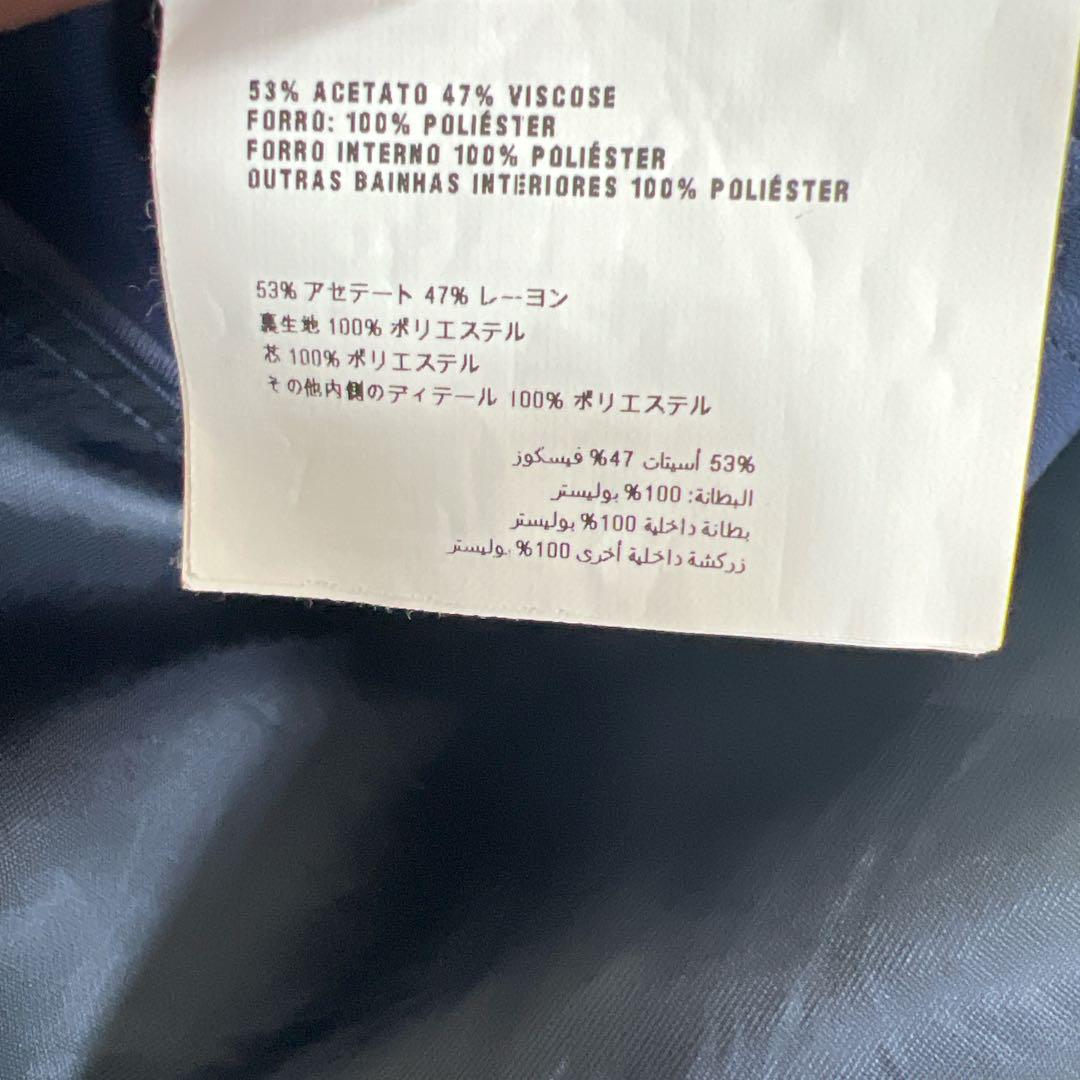 53% ACETATO 47% VISCOSE
FORRO: 100% POLIÉSTER
FORRO INTERNO 100% POLIÉSTER
OUTRAS BAINHAS INTERIORES 100% POLIÉSTER
53% アセテート 47% レーヨン
裏生地 100% ポリエステル
芯 100% ポリエステル
その他内側のディテール 100% ポリエステル
53% أسيتات 47% فيسكوز
البطانة: 100% بوليستر
بطانة داخلية 100% بوليستر
زركشة داخلية أخرى 100% بوليستر